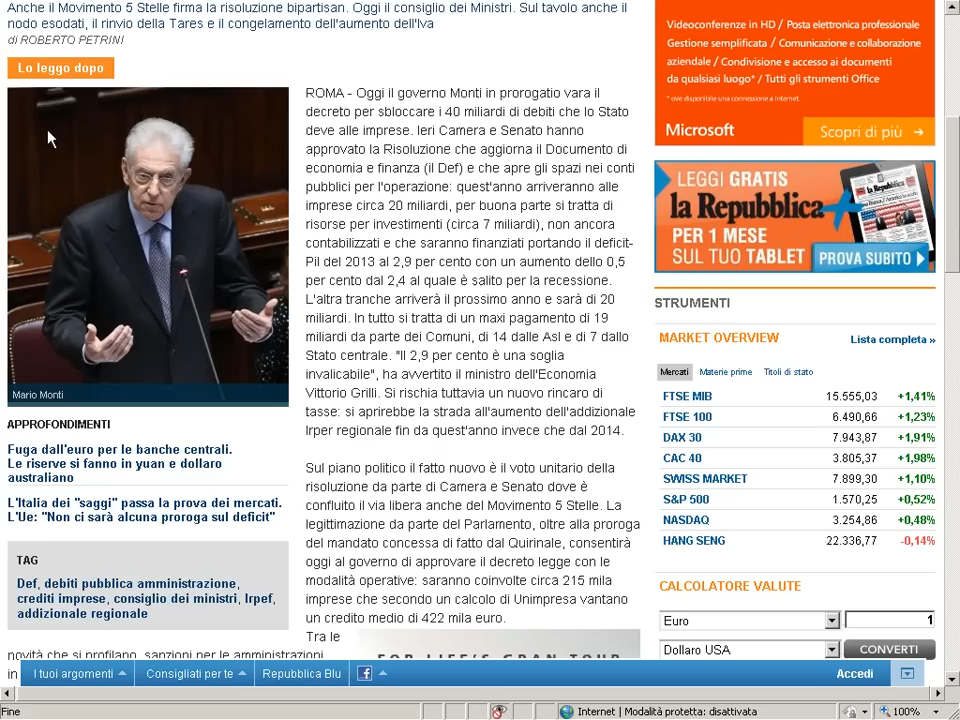 Anche il Movimento 5 Stelle firma la risoluzione bipartisan. Oggi il consiglio dei Ministri. Sul tavolo anche il
nodo esodati, il rinvio della Tares e il congelamento dell'aumento dell'Iva
di ROBERTO PETRINI
Lo leggo dopo
Mario Monti
APPROFONDIMENTI
Fuga dall'euro per le banche centrali.
Le riserve si fanno in yuan e dollaro
australiano
L'Italia dei "saggi" passa la prova dei mercati.
L'Ue: "Non ci sarà alcuna proroga sul deficit"
TAG
Def, debiti pubblica amministrazione,
crediti imprese, consiglio dei ministri, Irpef,
addizionale regionale
ROMA - Oggi il governo Monti in prorogatio vara il
decreto per sbloccare i 40 miliardi di debiti che lo Stato
deve alle imprese. Ieri Camera e Senato hanno
approvato la Risoluzione che aggiorna il Documento di
economia e finanza (il Def) e che apre gli spazi nei conti
pubblici per l'operazione: quest'anno arriveranno alle
imprese circa 20 miliardi, per buona parte si tratta di
risorse per investimenti (circa 7 miliardi), non ancora
contabilizzati e che saranno finanziati portando il deficit-
Pil del 2013 al 2,9 per cento con un aumento dello 0,5
per cento dal 2,4 al quale è salito per la recessione.
L'altra tranche arriverà il prossimo anno e sarà di 20
miliardi. In tutto si tratta di un maxi pagamento di 19
miliardi da parte dei Comuni, di 14 dalle Asl e di 7 dallo
Stato centrale. "Il 2,9 per cento è una soglia
invalicabile", ha avvertito il ministro dell'Economia
Vittorio Grilli. Si rischia tuttavia un nuovo rincaro di
tasse: si aprirebbe la strada all'aumento dell'addizionale
Irper regionale fin da quest'anno invece che dal 2014.
Sul piano politico il fatto nuovo è il voto unitario della
risoluzione da parte di Camera e Senato dove è
confluito il via libera anche del Movimento 5 Stelle. La
legittimazione da parte del Parlamento, oltre alla proroga
del mandato concessa di fatto dal Quirinale, consentirà
oggi al governo di approvare il decreto legge con le
modalità operative: saranno coinvolte circa 215 mila
imprese che secondo un calcolo di Unimpresa vantano
un credito medio di 422 mila euro.
Tra le
novità che si profilano, sanzioni per le amministrazioni
in
FOR LIFE'S GRAN TOUR
Videoconferenze in HD / Posta elettronica professionale
Gestione semplificata / Comunicazione e collaborazione
aziendale / Condivisione e accesso ai documenti
da qualsiasi luogo* / Tutti gli strumenti Office
* ove disponibile una connessione a Internet.
Microsoft
Scopri di più →
LEGGI GRATIS
la Repubblica+
PER 1 MESE
SUL TUO TABLET
PROVA SUBITO
la Repubblica
STRUMENTI
MARKET OVERVIEW Lista completa »
Mercati Materie prime Titoli di stato
FTSE MIB 15.555,03 +1,41%
FTSE 100 6.490,66 +1,23%
DAX 30 7.943,87 +1,91%
CAC 40 3.805,37 +1,98%
SWISS MARKET 7.899,30 +1,10%
S&P 500 1.570,25 +0,52%
NASDAQ 3.254,86 +0,48%
HANG SENG 22.336,77 -0,14%
CALCOLATORE VALUTE
Euro 1
Dollaro USA CONVERTI
I tuoi argomenti Consigliati per te Repubblica Blu f Accedi
Fine Internet | Modalità protetta: disattivata 100%